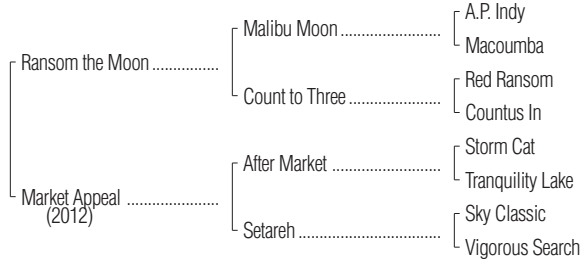 A.P. Indy
Malibu Moon ......................
Macoumba
Ransom the Moon ................
Red Ransom
Count to Three .....................
Countus In
Storm Cat
After Market ........................
Tranquility Lake
Market Appeal ......................
(2012)
Sky Classic
Setareh ................................
Vigorous Search